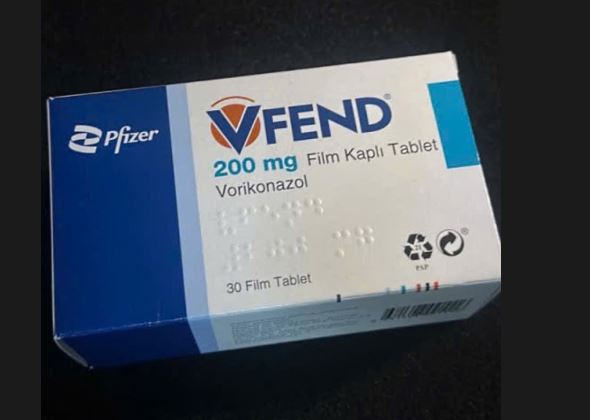 Pfizer
VFEND®
200 mg Film Kaplı Tablet
Vorikonazol
30 Film Tablet
PAP